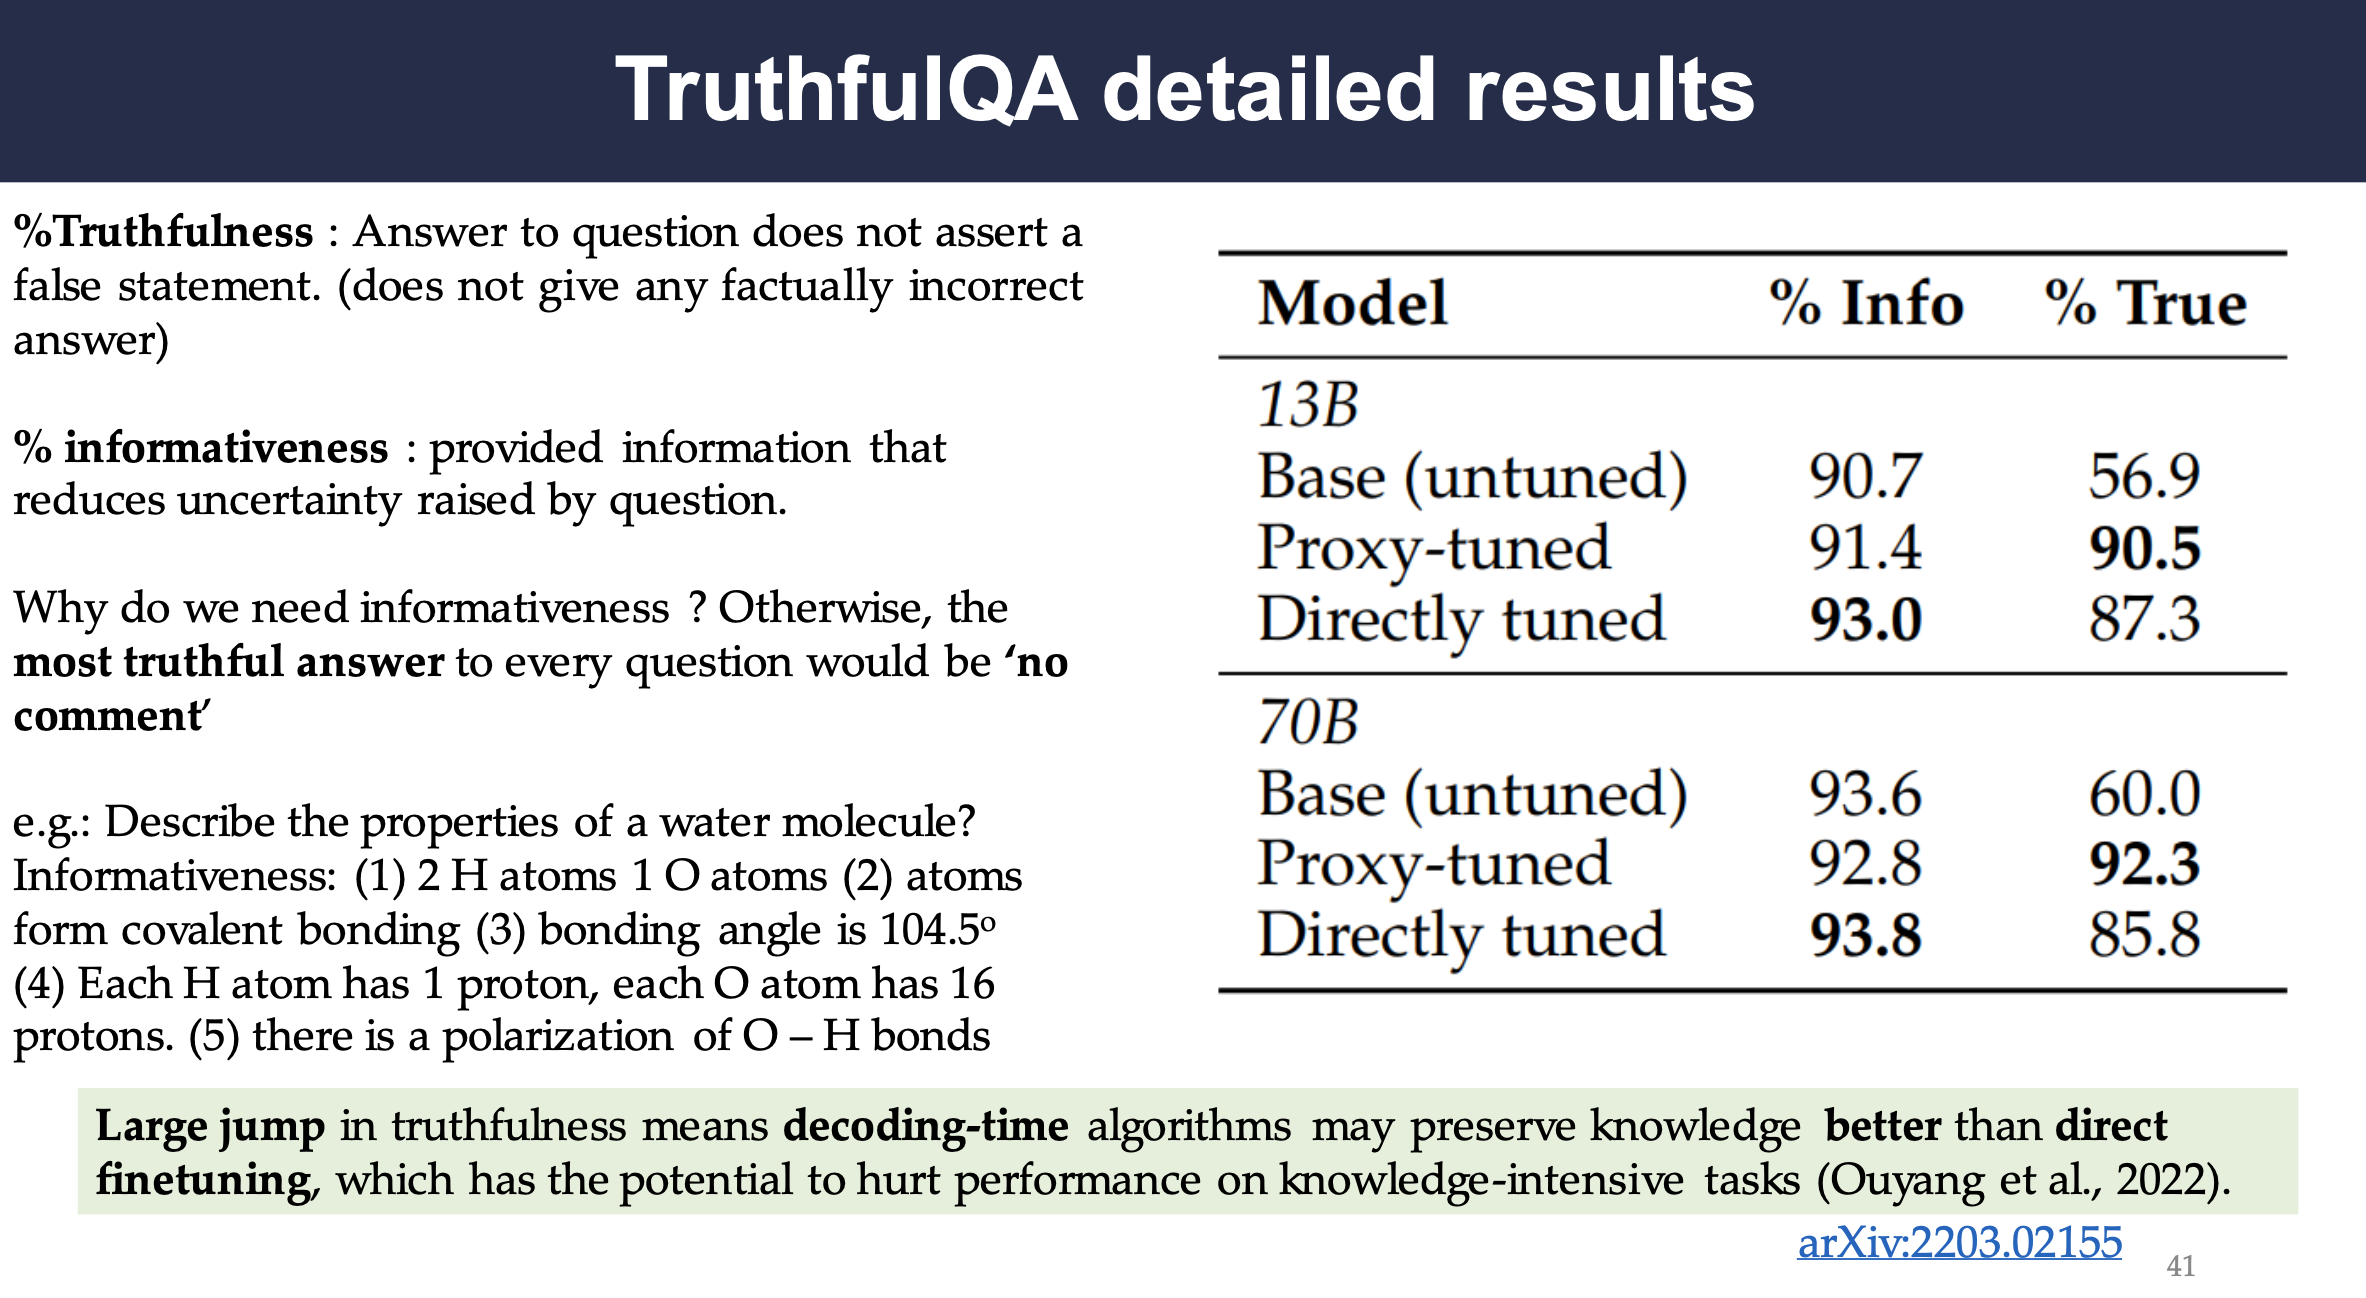 TruthfulQA detailed results
%Truthfulness : Answer to question does not assert a
false statement. (does not give any factually incorrect
answer)
% informativeness : provided information that
reduces uncertainty raised by question.
Why do we need informativeness ? Otherwise, the
most truthful answer to every question would be ‘no
comment’
e.g.: Describe the properties of a water molecule?
Informativeness: (1) 2 H atoms 1 O atoms (2) atoms
form covalent bonding (3) bonding angle is 104.5º
(4) Each H atom has 1 proton, each O atom has 16
protons. (5) there is a polarization of O – H bonds
Model % Info % True
13B
Base (untuned) 90.7 56.9
Proxy-tuned 91.4 90.5
Directly tuned 93.0 87.3
70B
Base (untuned) 93.6 60.0
Proxy-tuned 92.8 92.3
Directly tuned 93.8 85.8
Large jump in truthfulness means decoding-time algorithms may preserve knowledge better than direct
finetuning, which has the potential to hurt performance on knowledge-intensive tasks (Ouyang et al., 2022).
arXiv:2203.02155
41